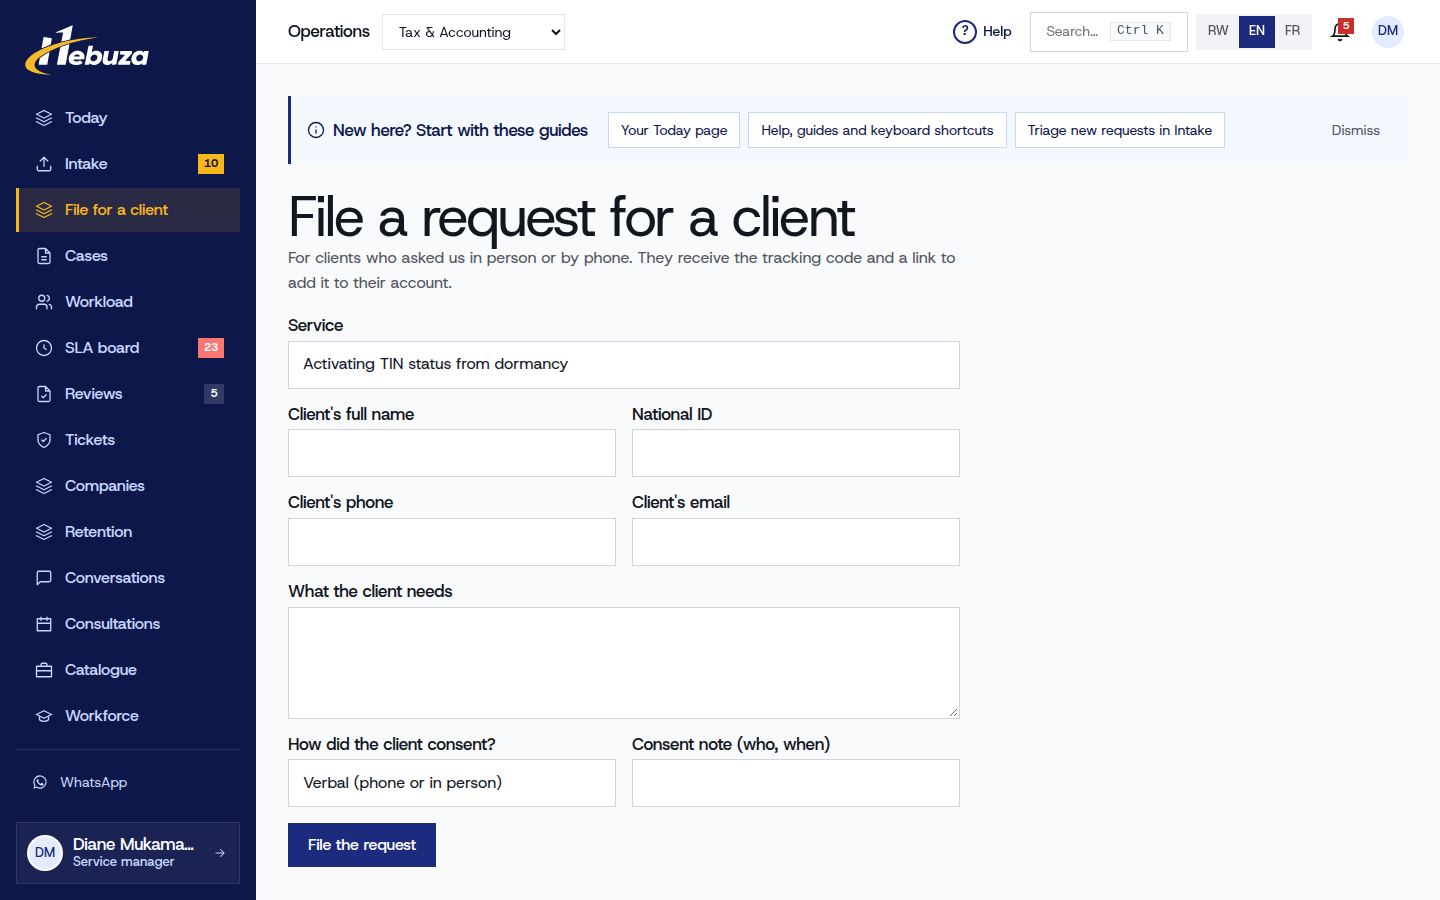 Hebuza
Today
Intake 10
File for a client
Cases
Workload
SLA board 23
Reviews 5
Tickets
Companies
Retention
Conversations
Consultations
Catalogue
Workforce
WhatsApp
DM Diane Mukama...
Service manager
Operations Tax & Accounting ? Help Search... Ctrl K RW EN FR 5 DM
New here? Start with these guides Your Today page Help, guides and keyboard shortcuts Triage new requests in Intake Dismiss
File a request for a client
For clients who asked us in person or by phone. They receive the tracking code and a link to
add it to their account.
Service
Activating TIN status from dormancy
Client's full name National ID
Client's phone Client's email
What the client needs
How did the client consent? Consent note (who, when)
Verbal (phone or in person)
File the request